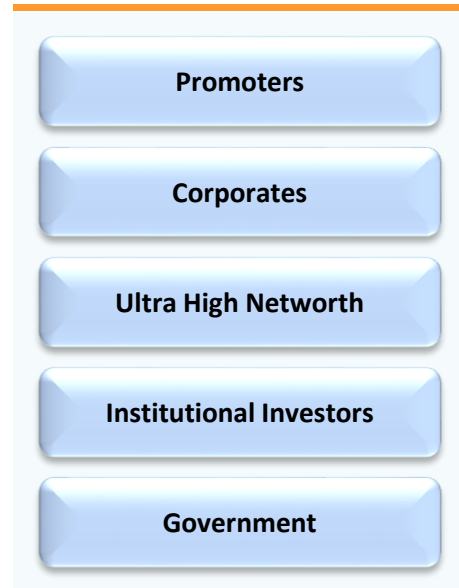 Promoters
Corporates
Ultra High Networth
Institutional Investors
Government